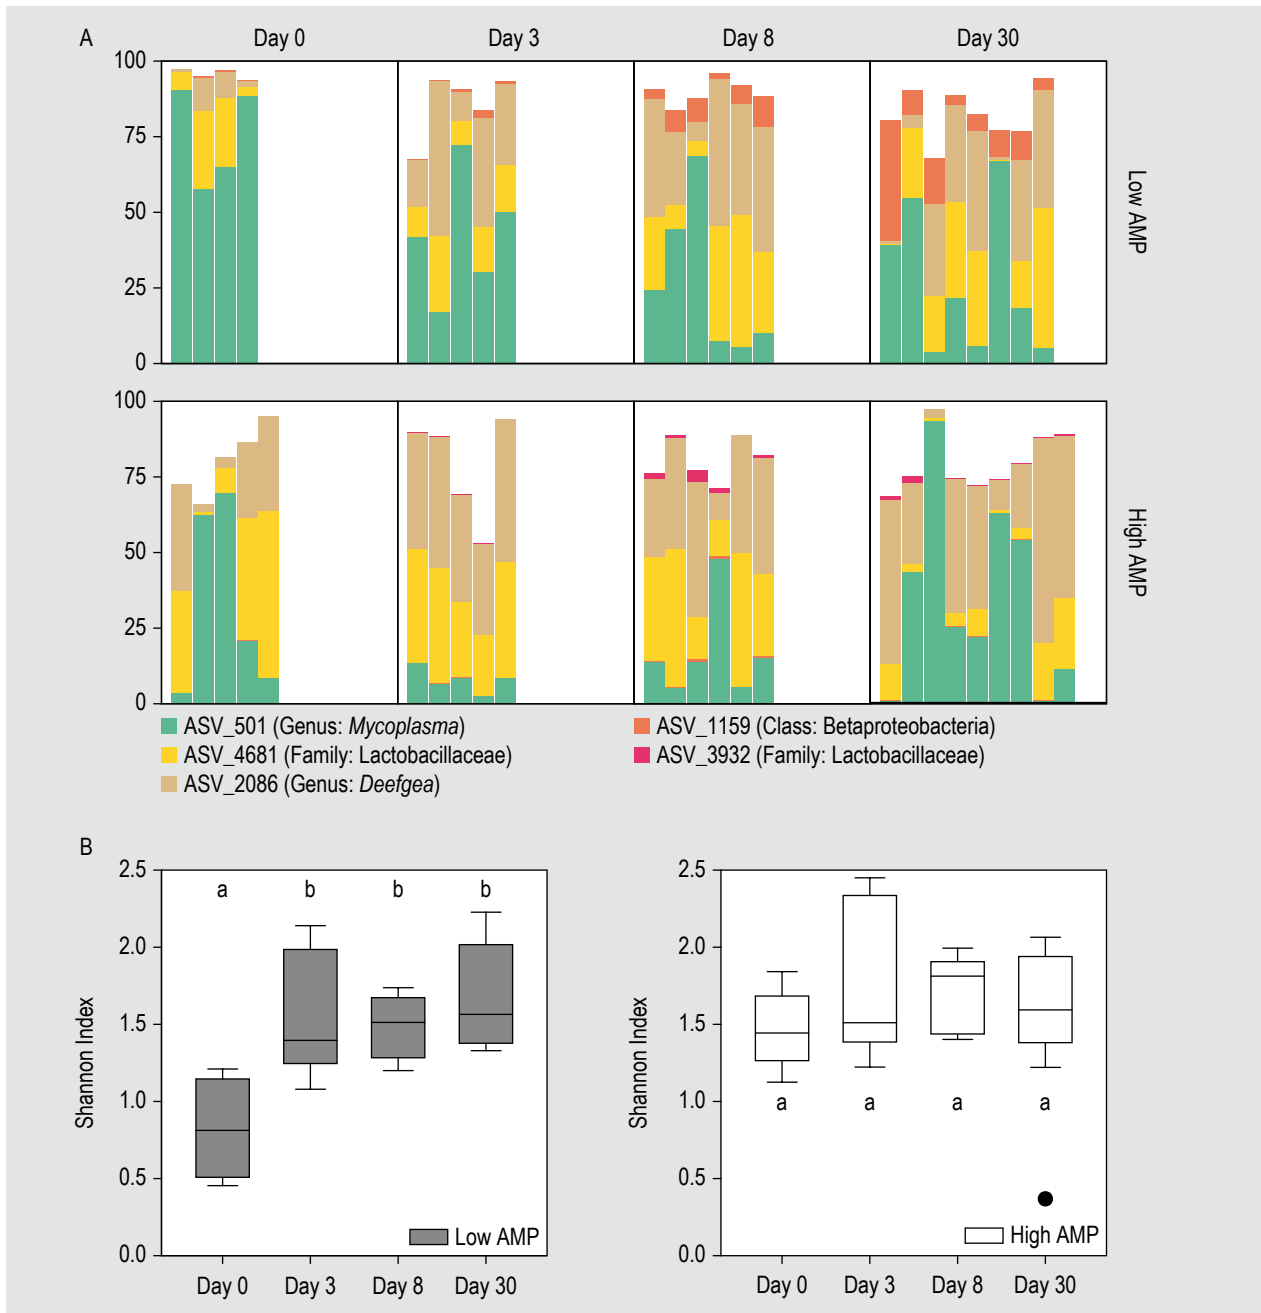 A
Day 0 Day 3 Day 8 Day 30
100
75
50
25
0
Low AMP
100
75
50
25
0
High AMP
ASV_501 (Genus: Mycoplasma)
ASV_4681 (Family: Lactobacillaceae)
ASV_2086 (Genus: Deefgea)
ASV_1159 (Class: Betaproteobacteria)
ASV_3932 (Family: Lactobacillaceae)
B
2.5
2.0
1.5
1.0
0.5
0.0
Shannon Index
a b b b
Low AMP
Day 0 Day 3 Day 8 Day 30
2.5
2.0
1.5
1.0
0.5
0.0
Shannon Index
a a a a
High AMP
Day 0 Day 3 Day 8 Day 30